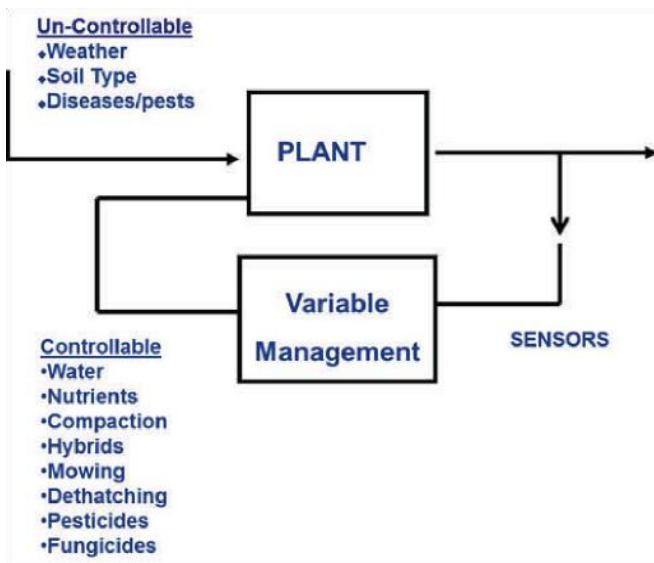 Un-Controllable
⬥Weather
⬥Soil Type
⬥Diseases/pests
PLANT
Variable
Management
SENSORS
Controllable
•Water
•Nutrients
•Compaction
•Hybrids
•Mowing
•Dethatching
•Pesticides
•Fungicides